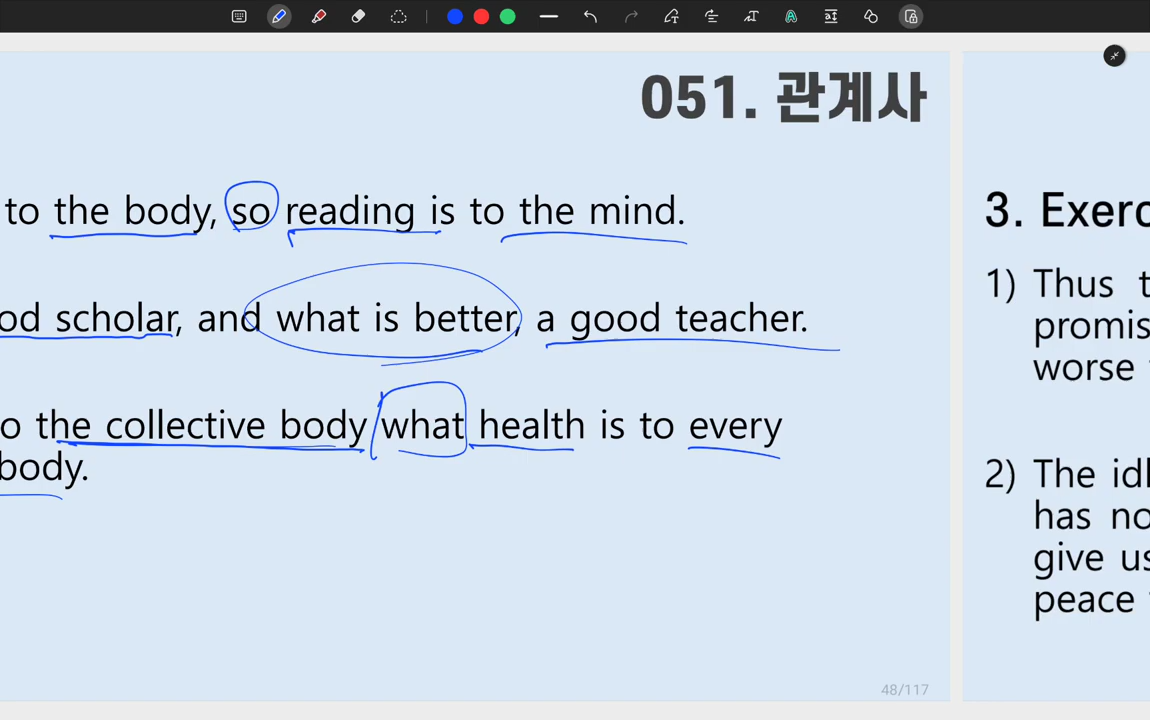 051. 관계사
to the body, so reading is to the mind.
od scholar, and what is better, a good teacher.
o the collective body what health is to every
body.
48/117
3. Exerc
1) Thus t
promis
worse
2) The idl
has no
give us
peace